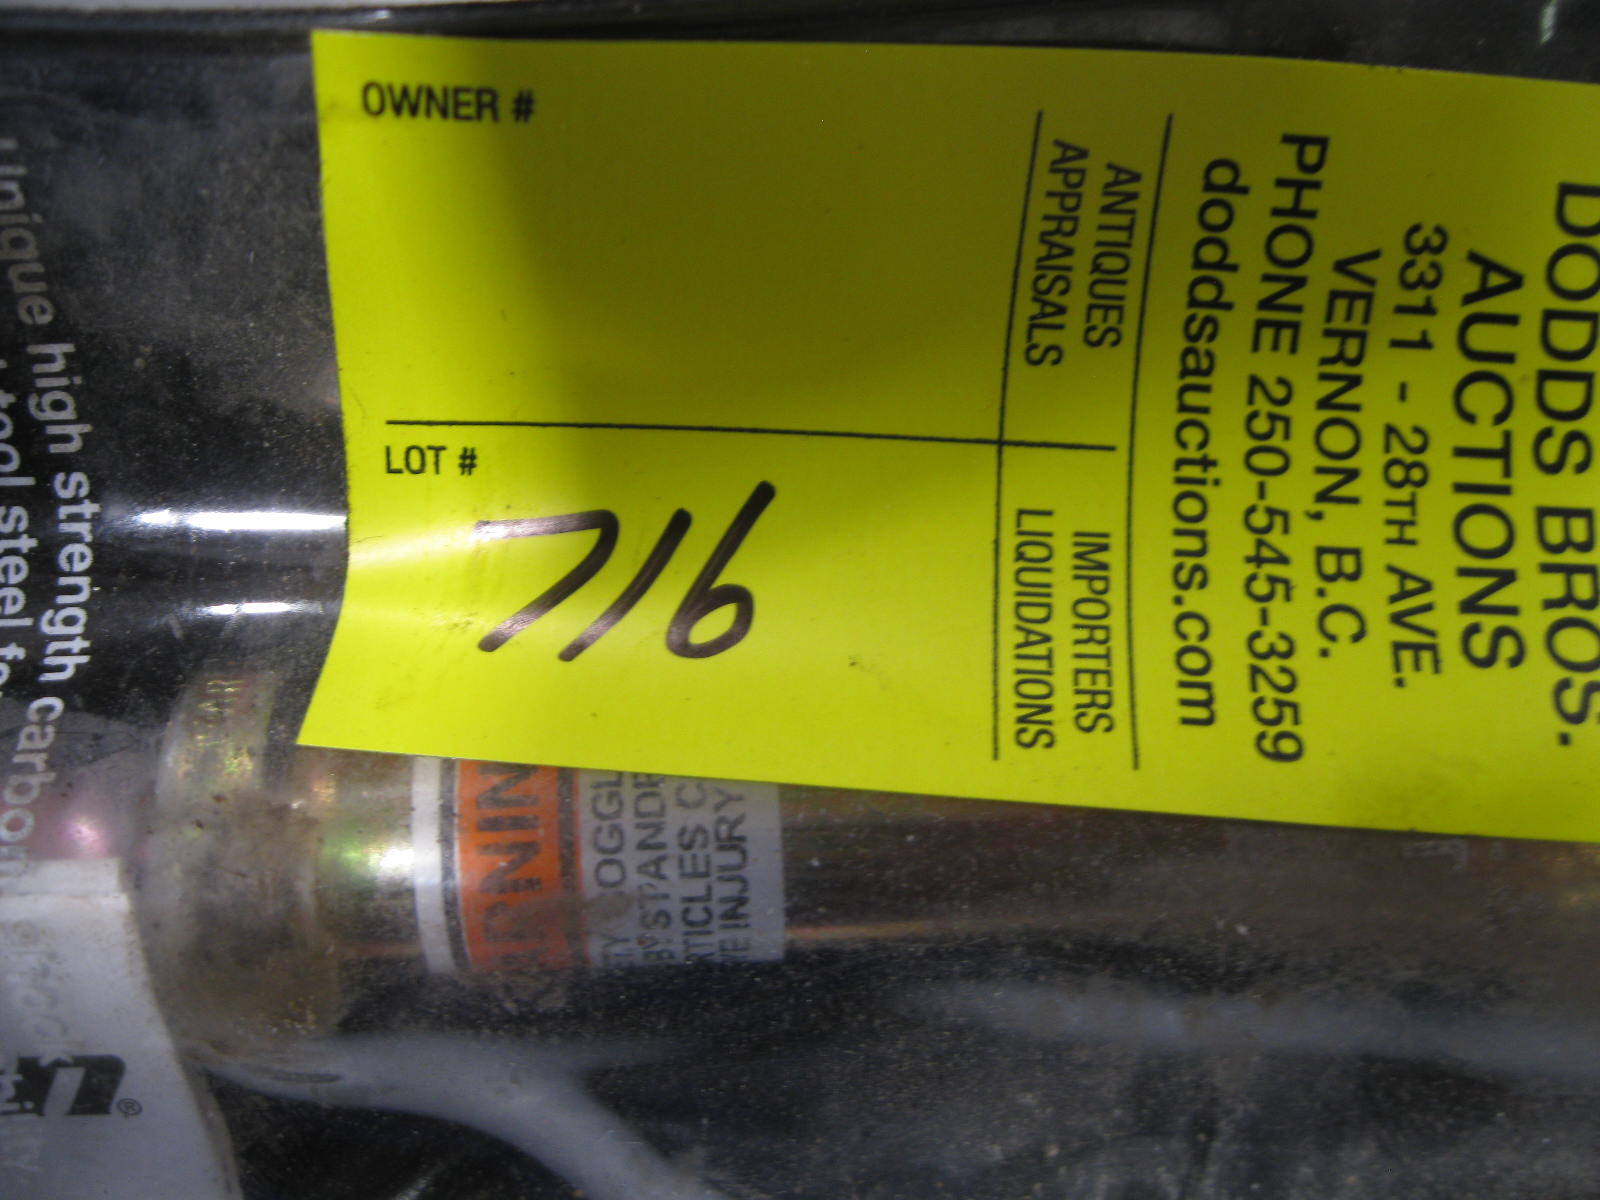 OWNER #
LOT #
716
DODDS BROS.
AUCTIONS
3311 - 28TH AVE.
VERNON, B.C.
PHONE 250-545-3259
doddsauctions.com
ANTIQUES IMPORTERS
APPRAISALS LIQUIDATIONS
Unique high strength carbon
tool steel
INJURY
®